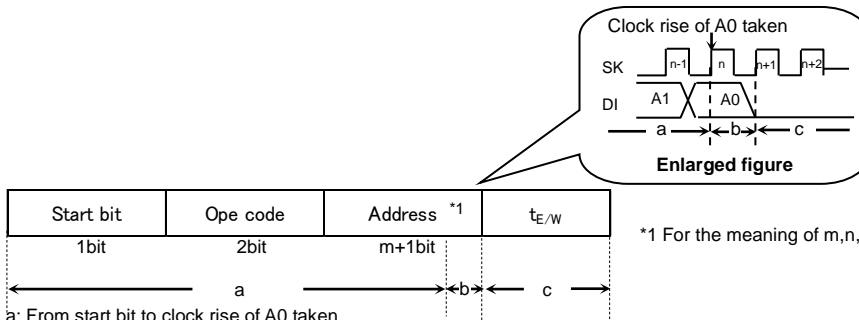 Clock rise of A0 taken
SK n-1 n n+1 n+2
DI A1 A0
a b c
Enlarged figure
Start bit Ope code Address *1 tE/W
1bit 2bit m+1bit
*1 For the meaning of m,n,
a b c
a: From start bit to clock rise of A0 taken